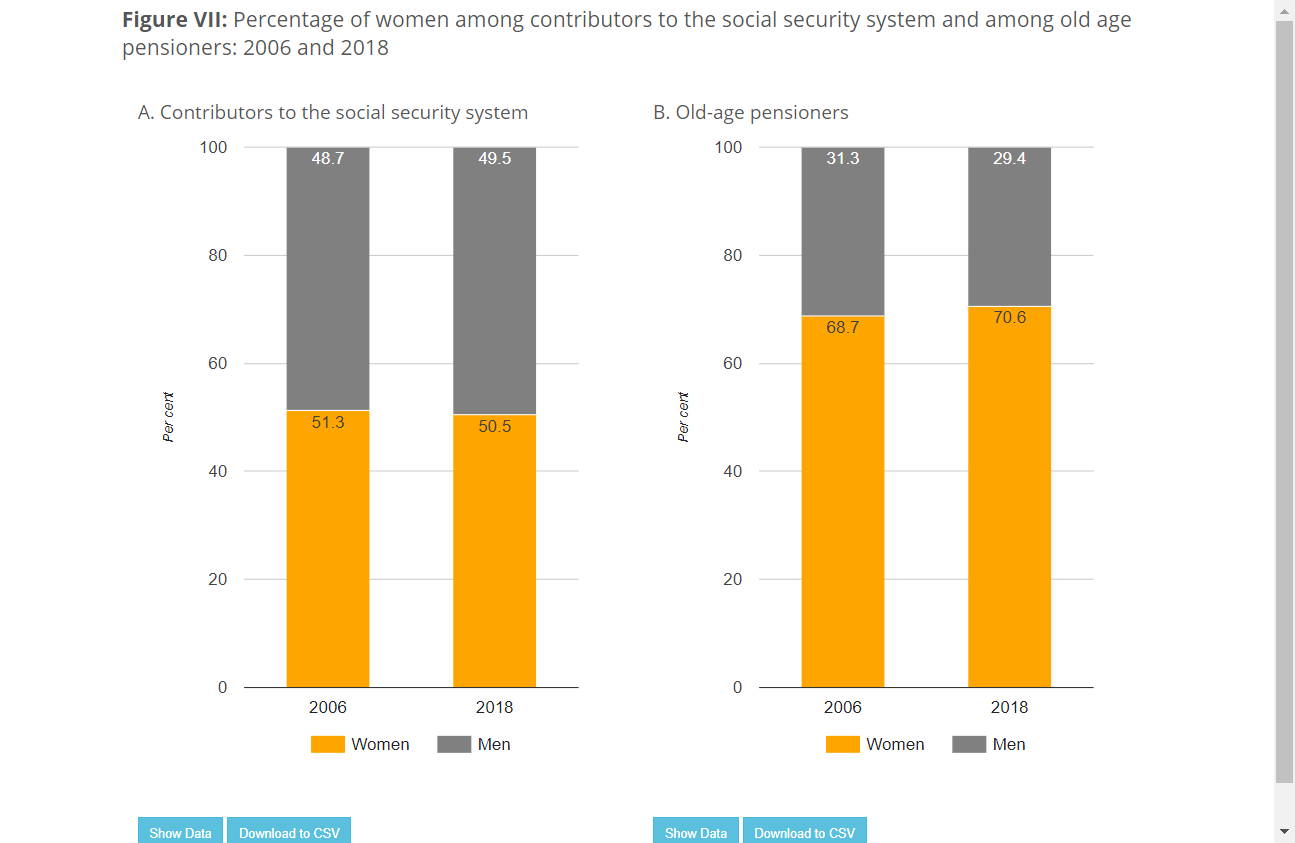 Figure VII: Percentage of women among contributors to the social security system and among old age
pensioners: 2006 and 2018
A. Contributors to the social security system
100
80
60
40
20
0
Per cent
48.7
49.5
51.3
50.5
2006
2018
Women
Men
Show Data
Download to CSV
B. Old-age pensioners
100
80
60
40
20
0
Per cent
31.3
29.4
68.7
70.6
2006
2018
Women
Men
Show Data
Download to CSV